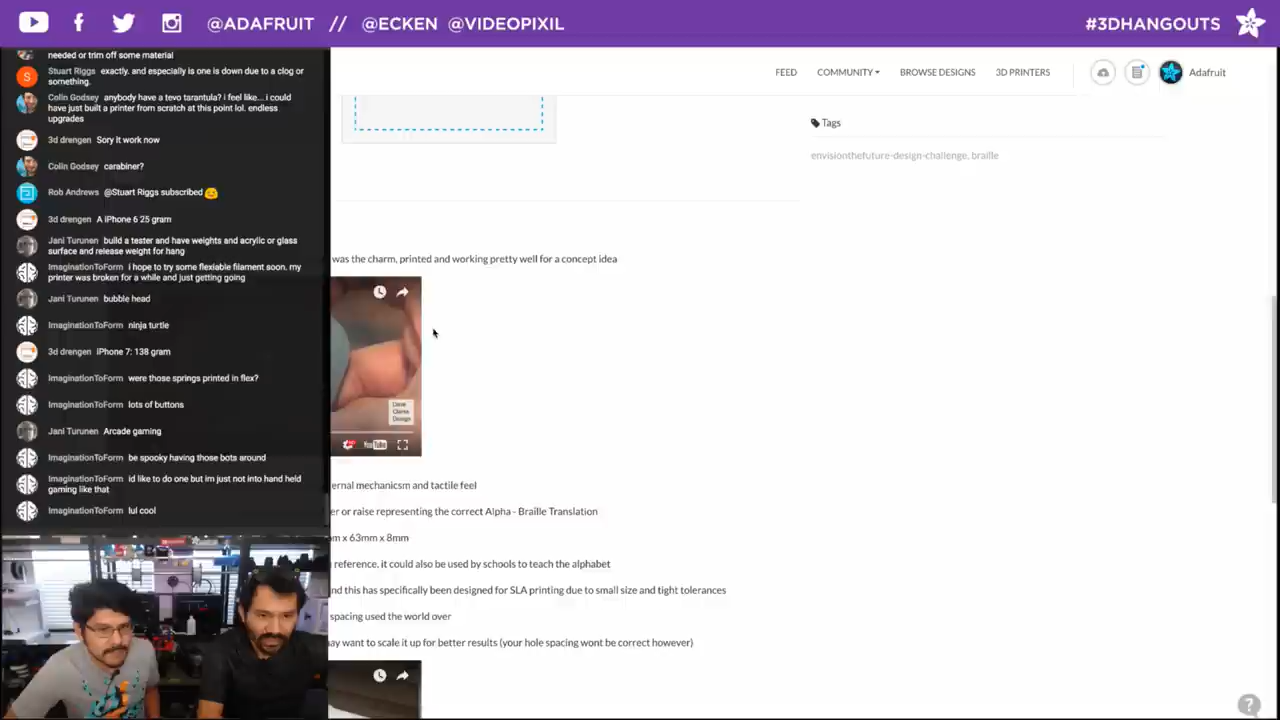 @ADAFRUIT // @ECKEN @VIDEOPIXIL
#3DHANGOUTS
needed or trim off some material
Stuart Riggs exactly. and especially is one is down due to a clog or
something.
Colin Godsey anybody have a tevo tarantula? i feel like....i could
have just built a printer from scratch at this point lol. endless
upgrades
3d drengen Sory it work now
Colin Godsey carabiner?
Rob Andrews @Stuart Riggs subscribed
3d drengen A iPhone 6 25 gram
Jani Turunen build a tester and have weights and acrylic or glass
surface and release weight for hang
ImaginationToForm i hope to try some flexiable filament soon. my
printer was broken for a while and just getting going
Jani Turunen bubble head
ImaginationToForm ninja turtle
3d drengen iPhone 7: 138 gram
ImaginationToForm were those springs printed in flex?
ImaginationToForm lots of buttons
Jani Turunen Arcade gaming
ImaginationToForm be spooky having those bots around
ImaginationToForm id like to do one but im just not into hand held
gaming like that
ImaginationToForm lul cool
FEED COMMUNITY BROWSE DESIGNS 3D PRINTERS Adafruit
Tags
envisionthefuture-design-challenge, braille
was the charm, printed and working pretty well for a concept idea
Dave
Clarke
Design
YouTube
ernal mechanicsm and tactile feel
er or raise representing the correct Alpha - Braille Translation
m x 63mm x 8mm
reference, it could also be used by schools to teach the alphabet
nd this has specifically been designed for SLA printing due to small size and tight tolerances
spacing used the world over
may want to scale it up for better results (your hole spacing wont be correct however)